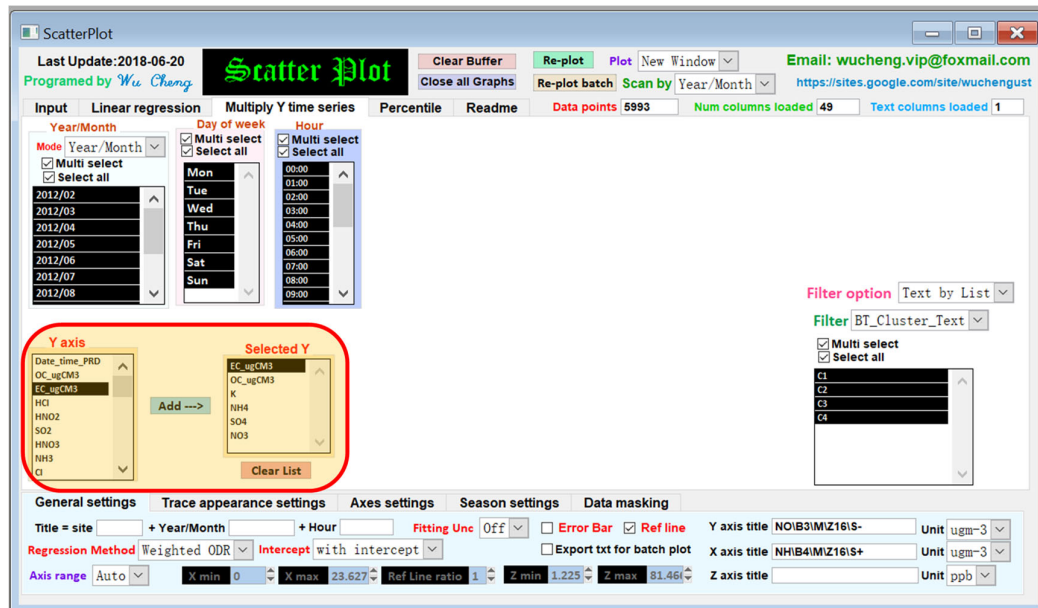 ScatterPlot
Last Update:2018-06-20
Programed by Wu Cheng
Scatter Plot
Clear Buffer
Close all Graphs
Re-plot Plot New Window
Re-plot batch Scan by Year/Month
Email: wucheng.vip@foxmail.com
https://sites.google.com/site/wuchengust
Input Linear regression Multiply Y time series Percentile Readme
Data points 5993 Num columns loaded 49 Text columns loaded 1
Year/Month
Mode Year/Month
Multi select
Select all
2012/02
2012/03
2012/04
2012/05
2012/06
2012/07
2012/08
Day of week
Multi select
Select all
Mon
Tue
Wed
Thu
Fri
Sat
Sun
Hour
Multi select
Select all
00:00
01:00
02:00
03:00
04:00
05:00
06:00
07:00
08:00
09:00
Filter option Text by List
Filter BT_Cluster_Text
Multi select
Select all
C1
C2
C3
C4
Y axis
Date_time_PRD
OC_ugCM3
EC_ugCM3
HCl
HNO2
SO2
HNO3
NH3
Cl
Add --->
Selected Y
EC_ugCM3
OC_ugCM3
K
NH4
SO4
NO3
Clear List
General settings Trace appearance settings Axes settings Season settings Data masking
Title = site + Year/Month + Hour Fitting Unc Off Error Bar Ref line Y axis title NO\B3\M\Z16\S- Unit ugm-3
Regression Method Weighted ODR Intercept with intercept Export txt for batch plot X axis title NH\B4\M\Z16\S+ Unit ugm-3
Axis range Auto X min 0 X max 23.627 Ref Line ratio 1 Z min 1.225 Z max Z axis title Unit ppb